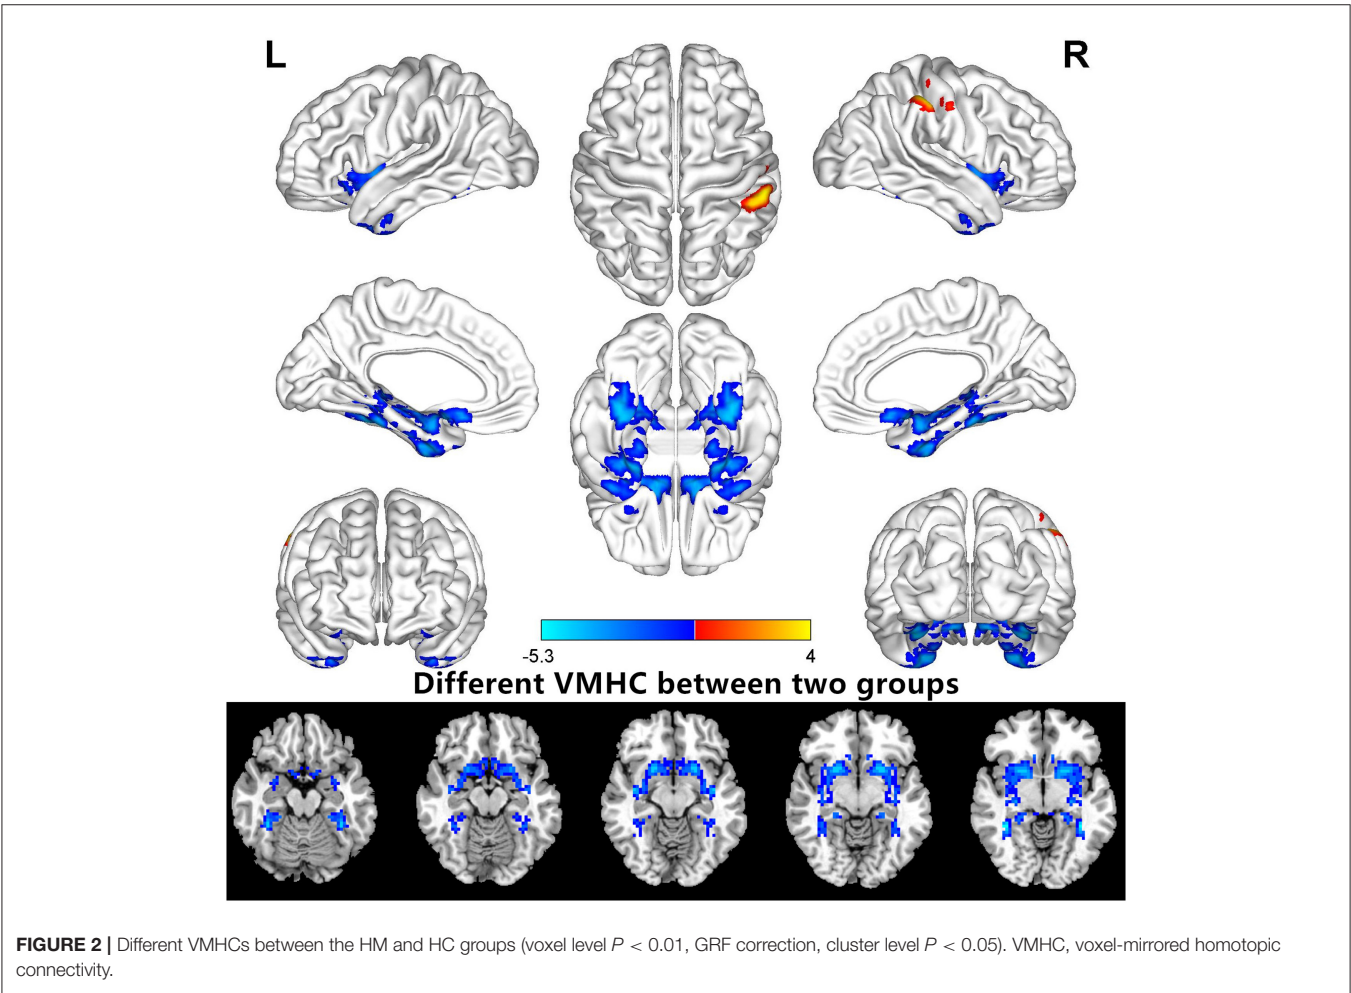 L
R
-5.3
4
Different VMHC between two groups
FIGURE 2 | Different VMHCs between the HM and HC groups (voxel level P < 0.01, GRF correction, cluster level P < 0.05). VMHC, voxel-mirrored homotopic
connectivity.